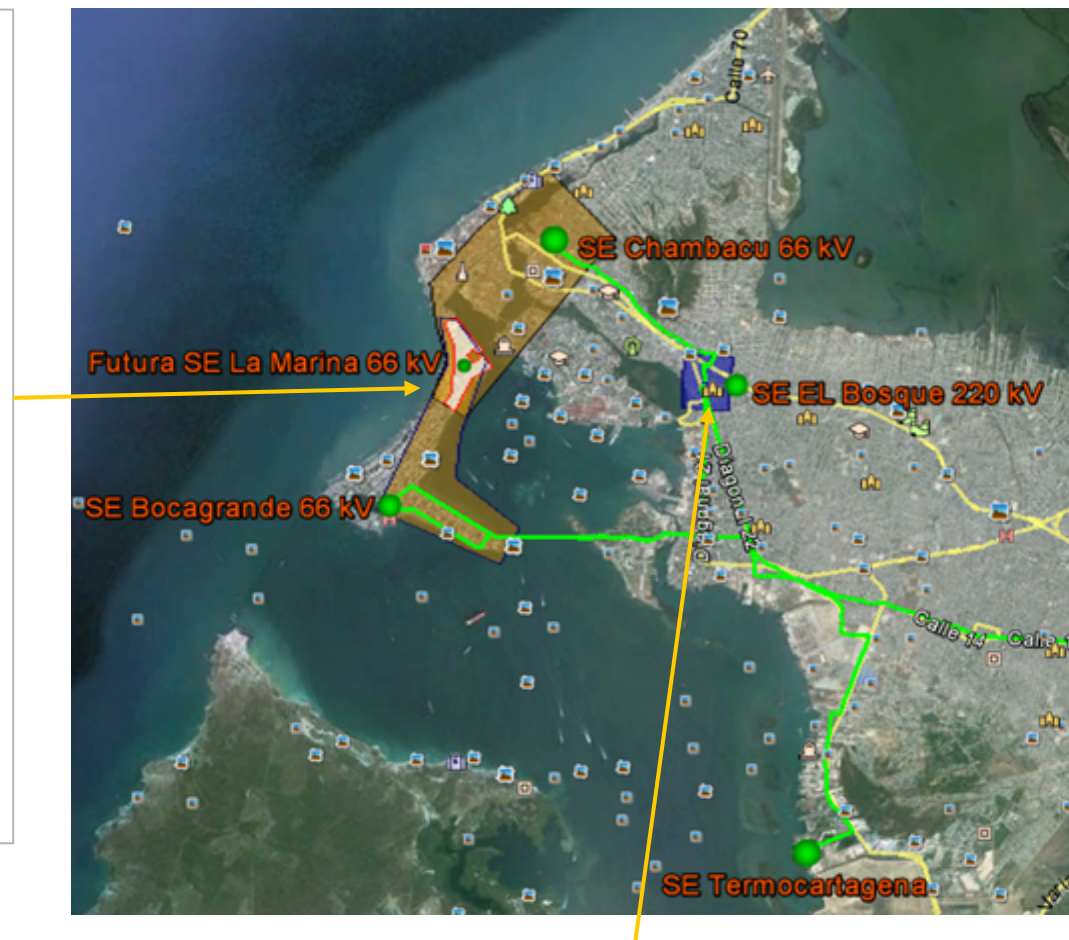 Calle 70
SE Chambacu 66 kV
Futura SE La Marina 66 kV
SE EL Bosque 220 kV
SE Bocagrande 66 kV
Diagonal 22
Calle 14
SE Termocartagena